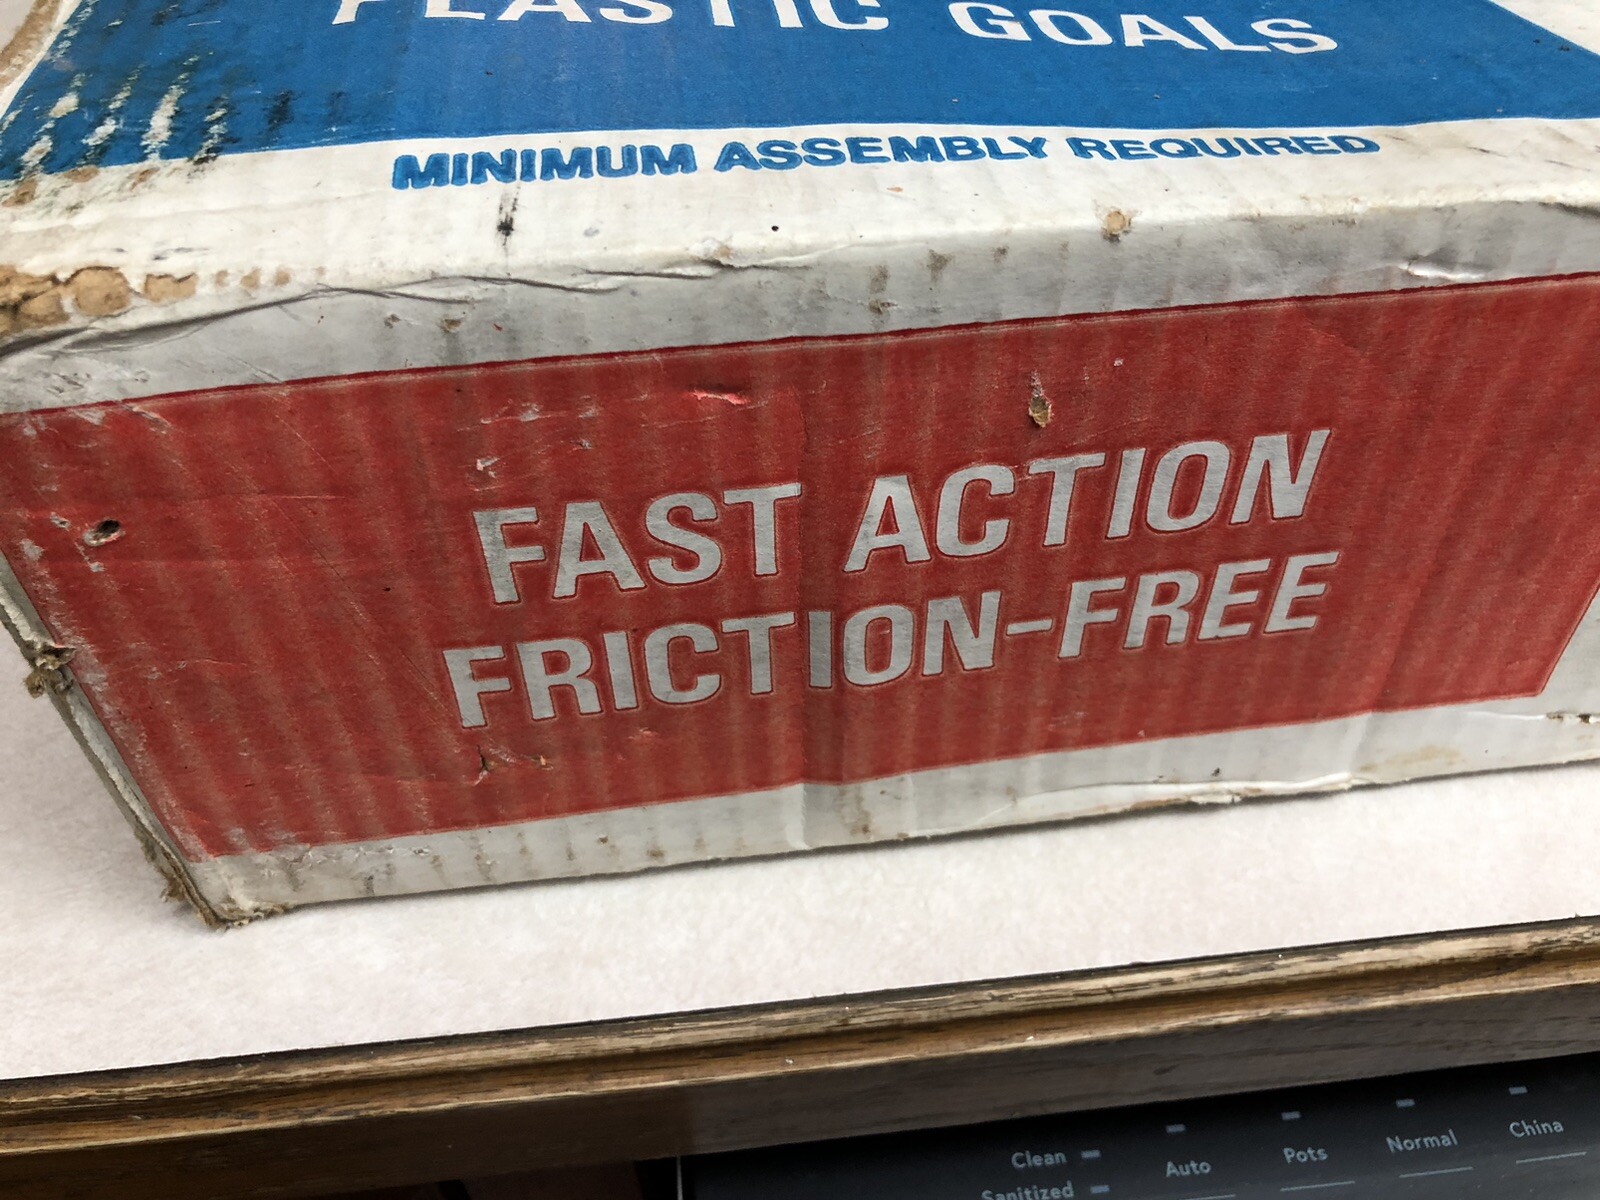 PLASTIC GOALS
MINIMUM ASSEMBLY REQUIRED
FAST ACTION
FRICTION-FREE
Clean
Auto
Pots
Normal
China
Sanitized